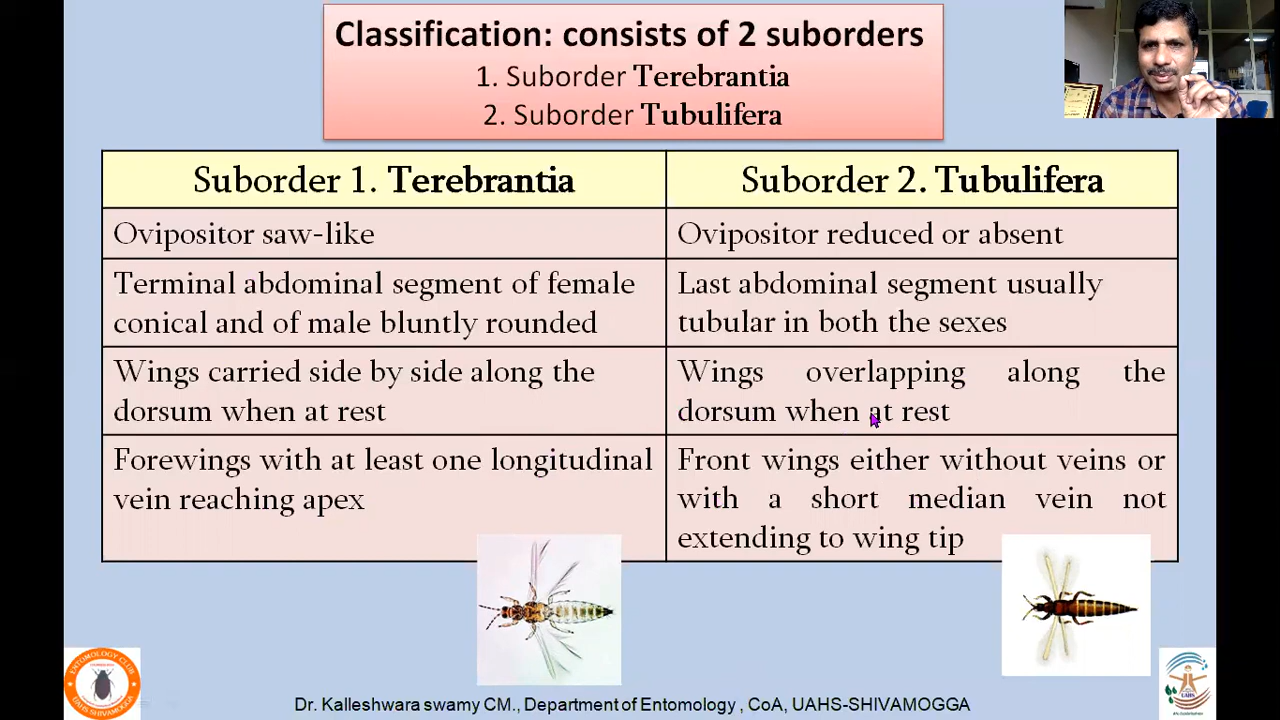 Classification: consists of 2 suborders
1. Suborder Terebrantia
2. Suborder Tubulifera
Suborder 1. Terebrantia
Suborder 2. Tubulifera
Ovipositor saw-like
Ovipositor reduced or absent
Terminal abdominal segment of female
conical and of male bluntly rounded
Last abdominal segment usually
tubular in both the sexes
Wings carried side by side along the
dorsum when at rest
Wings overlapping along the
dorsum when at rest
Forewings with at least one longitudinal
vein reaching apex
Front wings either without veins or
with a short median vein not
extending to wing tip
ENTOMOLOGY CLUB
UAHS SHIVAMOGGA
UAHS
Dr. Kalleshwara swamy CM., Department of Entomology , CoA, UAHS-SHIVAMOGGA